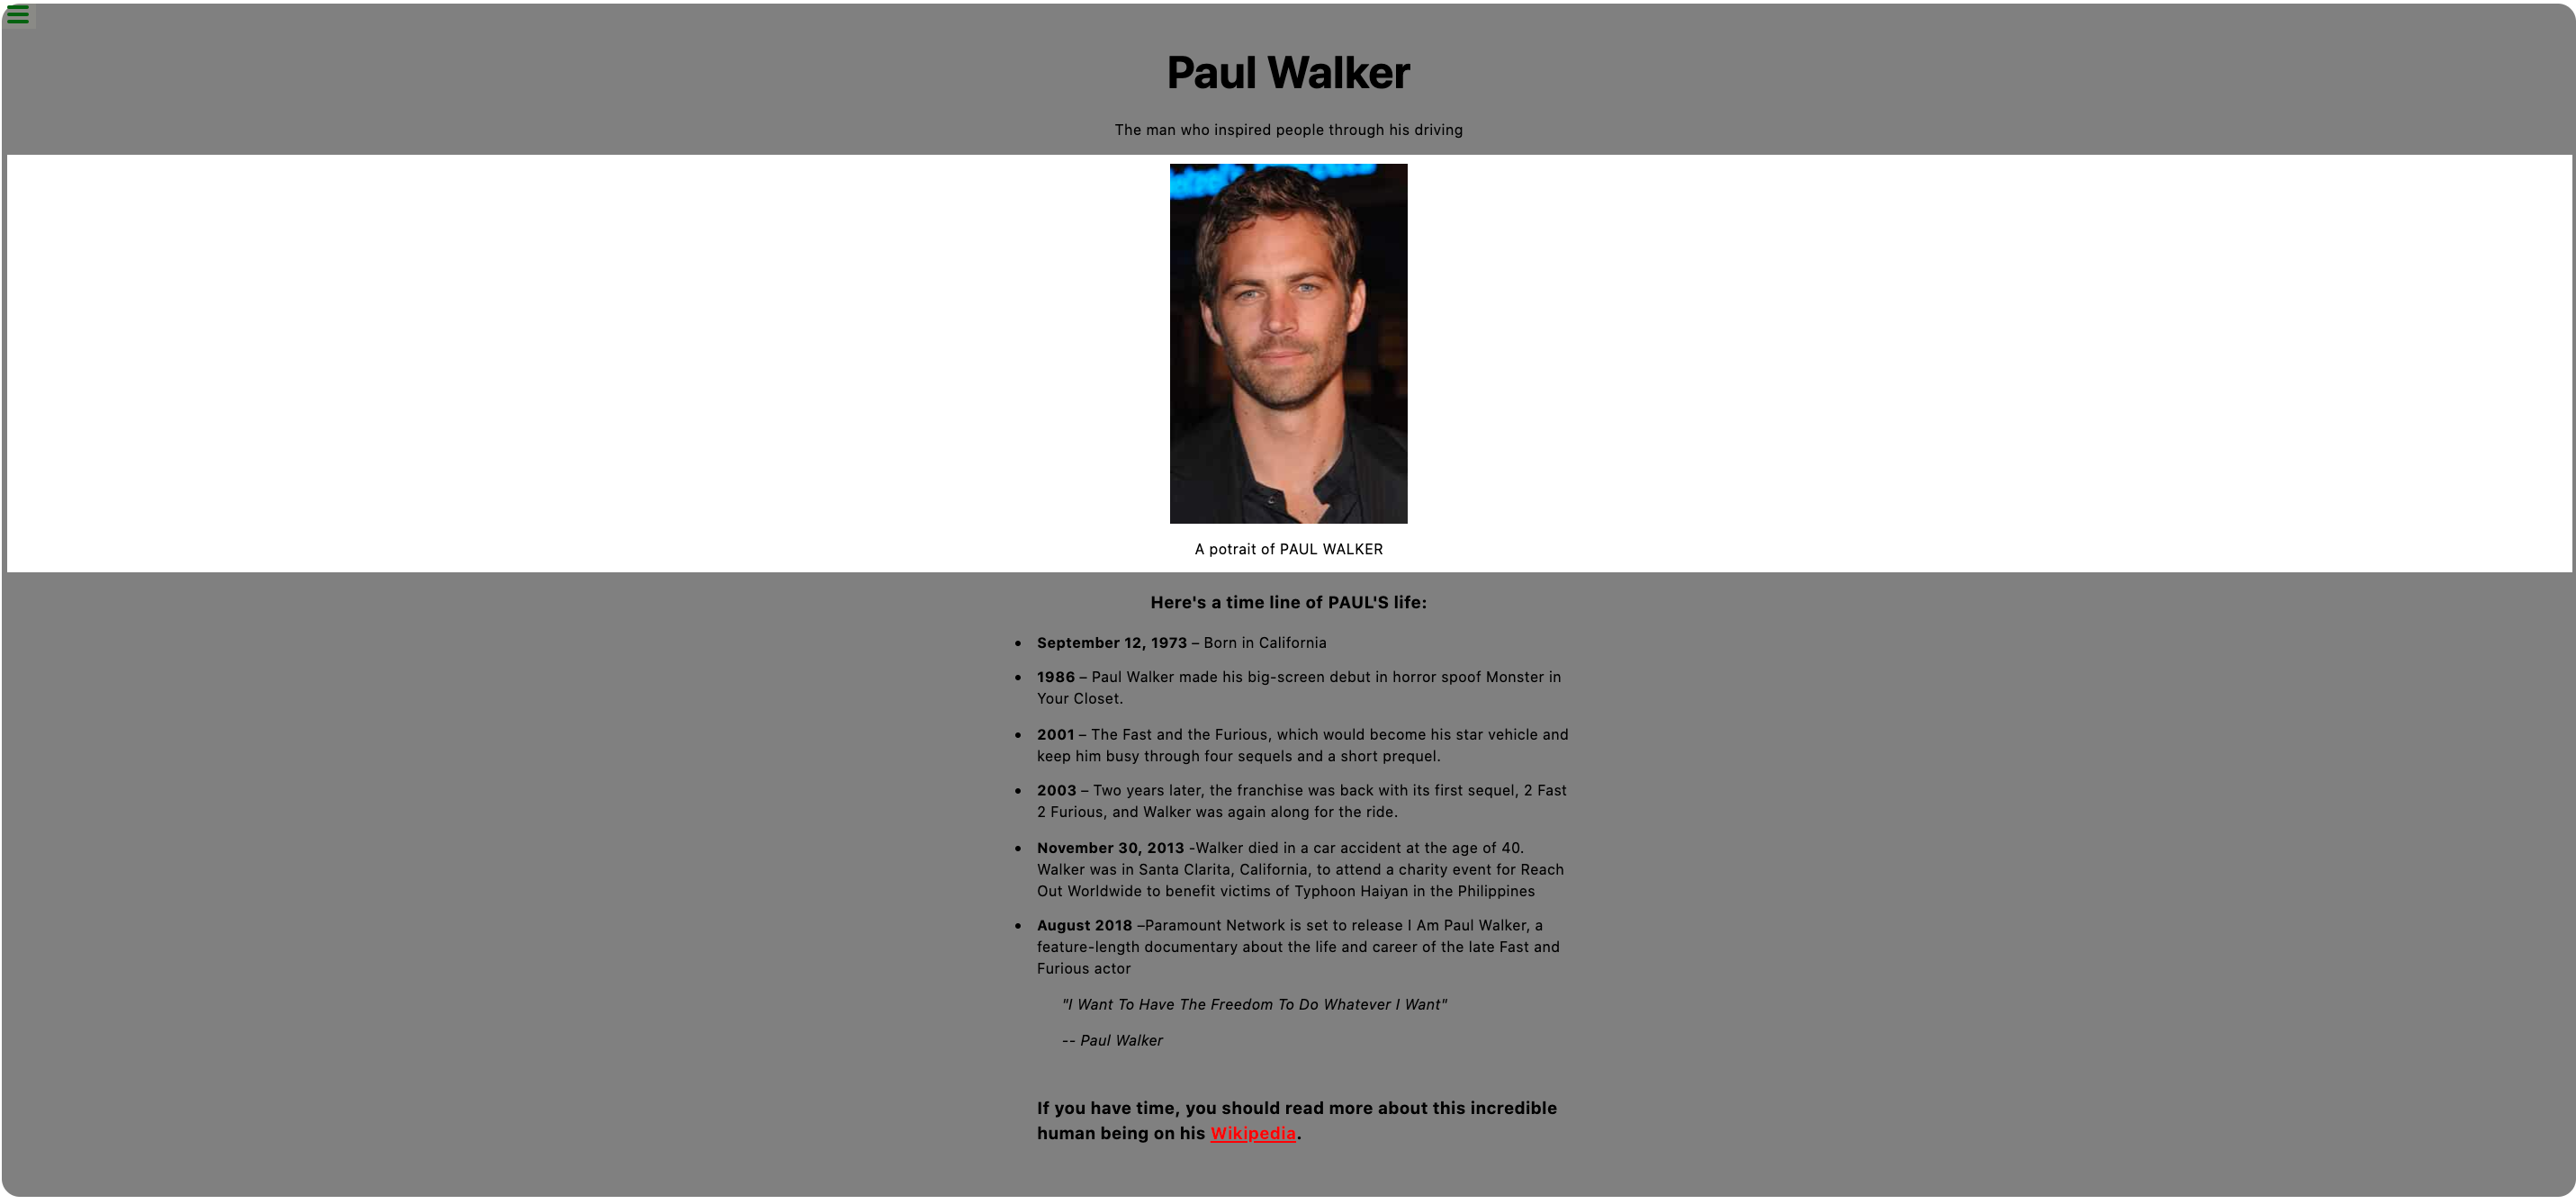 Paul Walker
The man who inspired people through his driving
A potrait of PAUL WALKER
Here's a time line of PAUL'S life:
September 12, 1973 – Born in California
1986 – Paul Walker made his big-screen debut in horror spoof Monster in
Your Closet.
2001 – The Fast and the Furious, which would become his star vehicle and
keep him busy through four sequels and a short prequel.
2003 – Two years later, the franchise was back with its first sequel, 2 Fast
2 Furious, and Walker was again along for the ride.
November 30, 2013 -Walker died in a car accident at the age of 40.
Walker was in Santa Clarita, California, to attend a charity event for Reach
Out Worldwide to benefit victims of Typhoon Haiyan in the Philippines
August 2018 –Paramount Network is set to release I Am Paul Walker, a
feature-length documentary about the life and career of the late Fast and
Furious actor
"I Want To Have The Freedom To Do Whatever I Want"
-- Paul Walker
If you have time, you should read more about this incredible
human being on his Wikipedia.